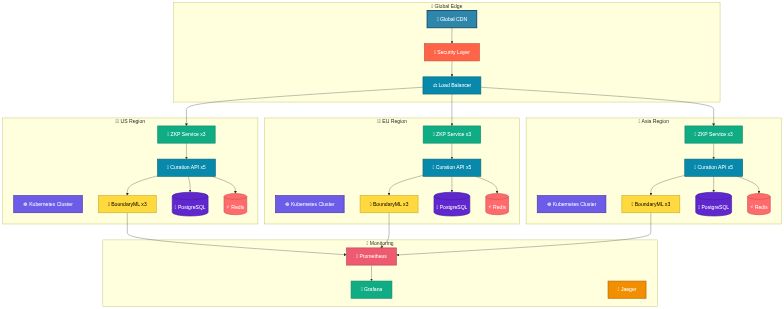 Global Edge
Global CDN
Security Layer
Load Balancer
US Region
EU Region
Asia Region
ZKP Service x3
ZKP Service x3
ZKP Service x3
Curation API x5
Curation API x5
Curation API x5
Kubernetes Cluster
BoundaryML x3
PostgreSQL
Redis
Kubernetes Cluster
BoundaryML x3
PostgreSQL
Redis
Kubernetes Cluster
BoundaryML x3
PostgreSQL
Redis
Monitoring
Prometheus
Grafana
Jaeger